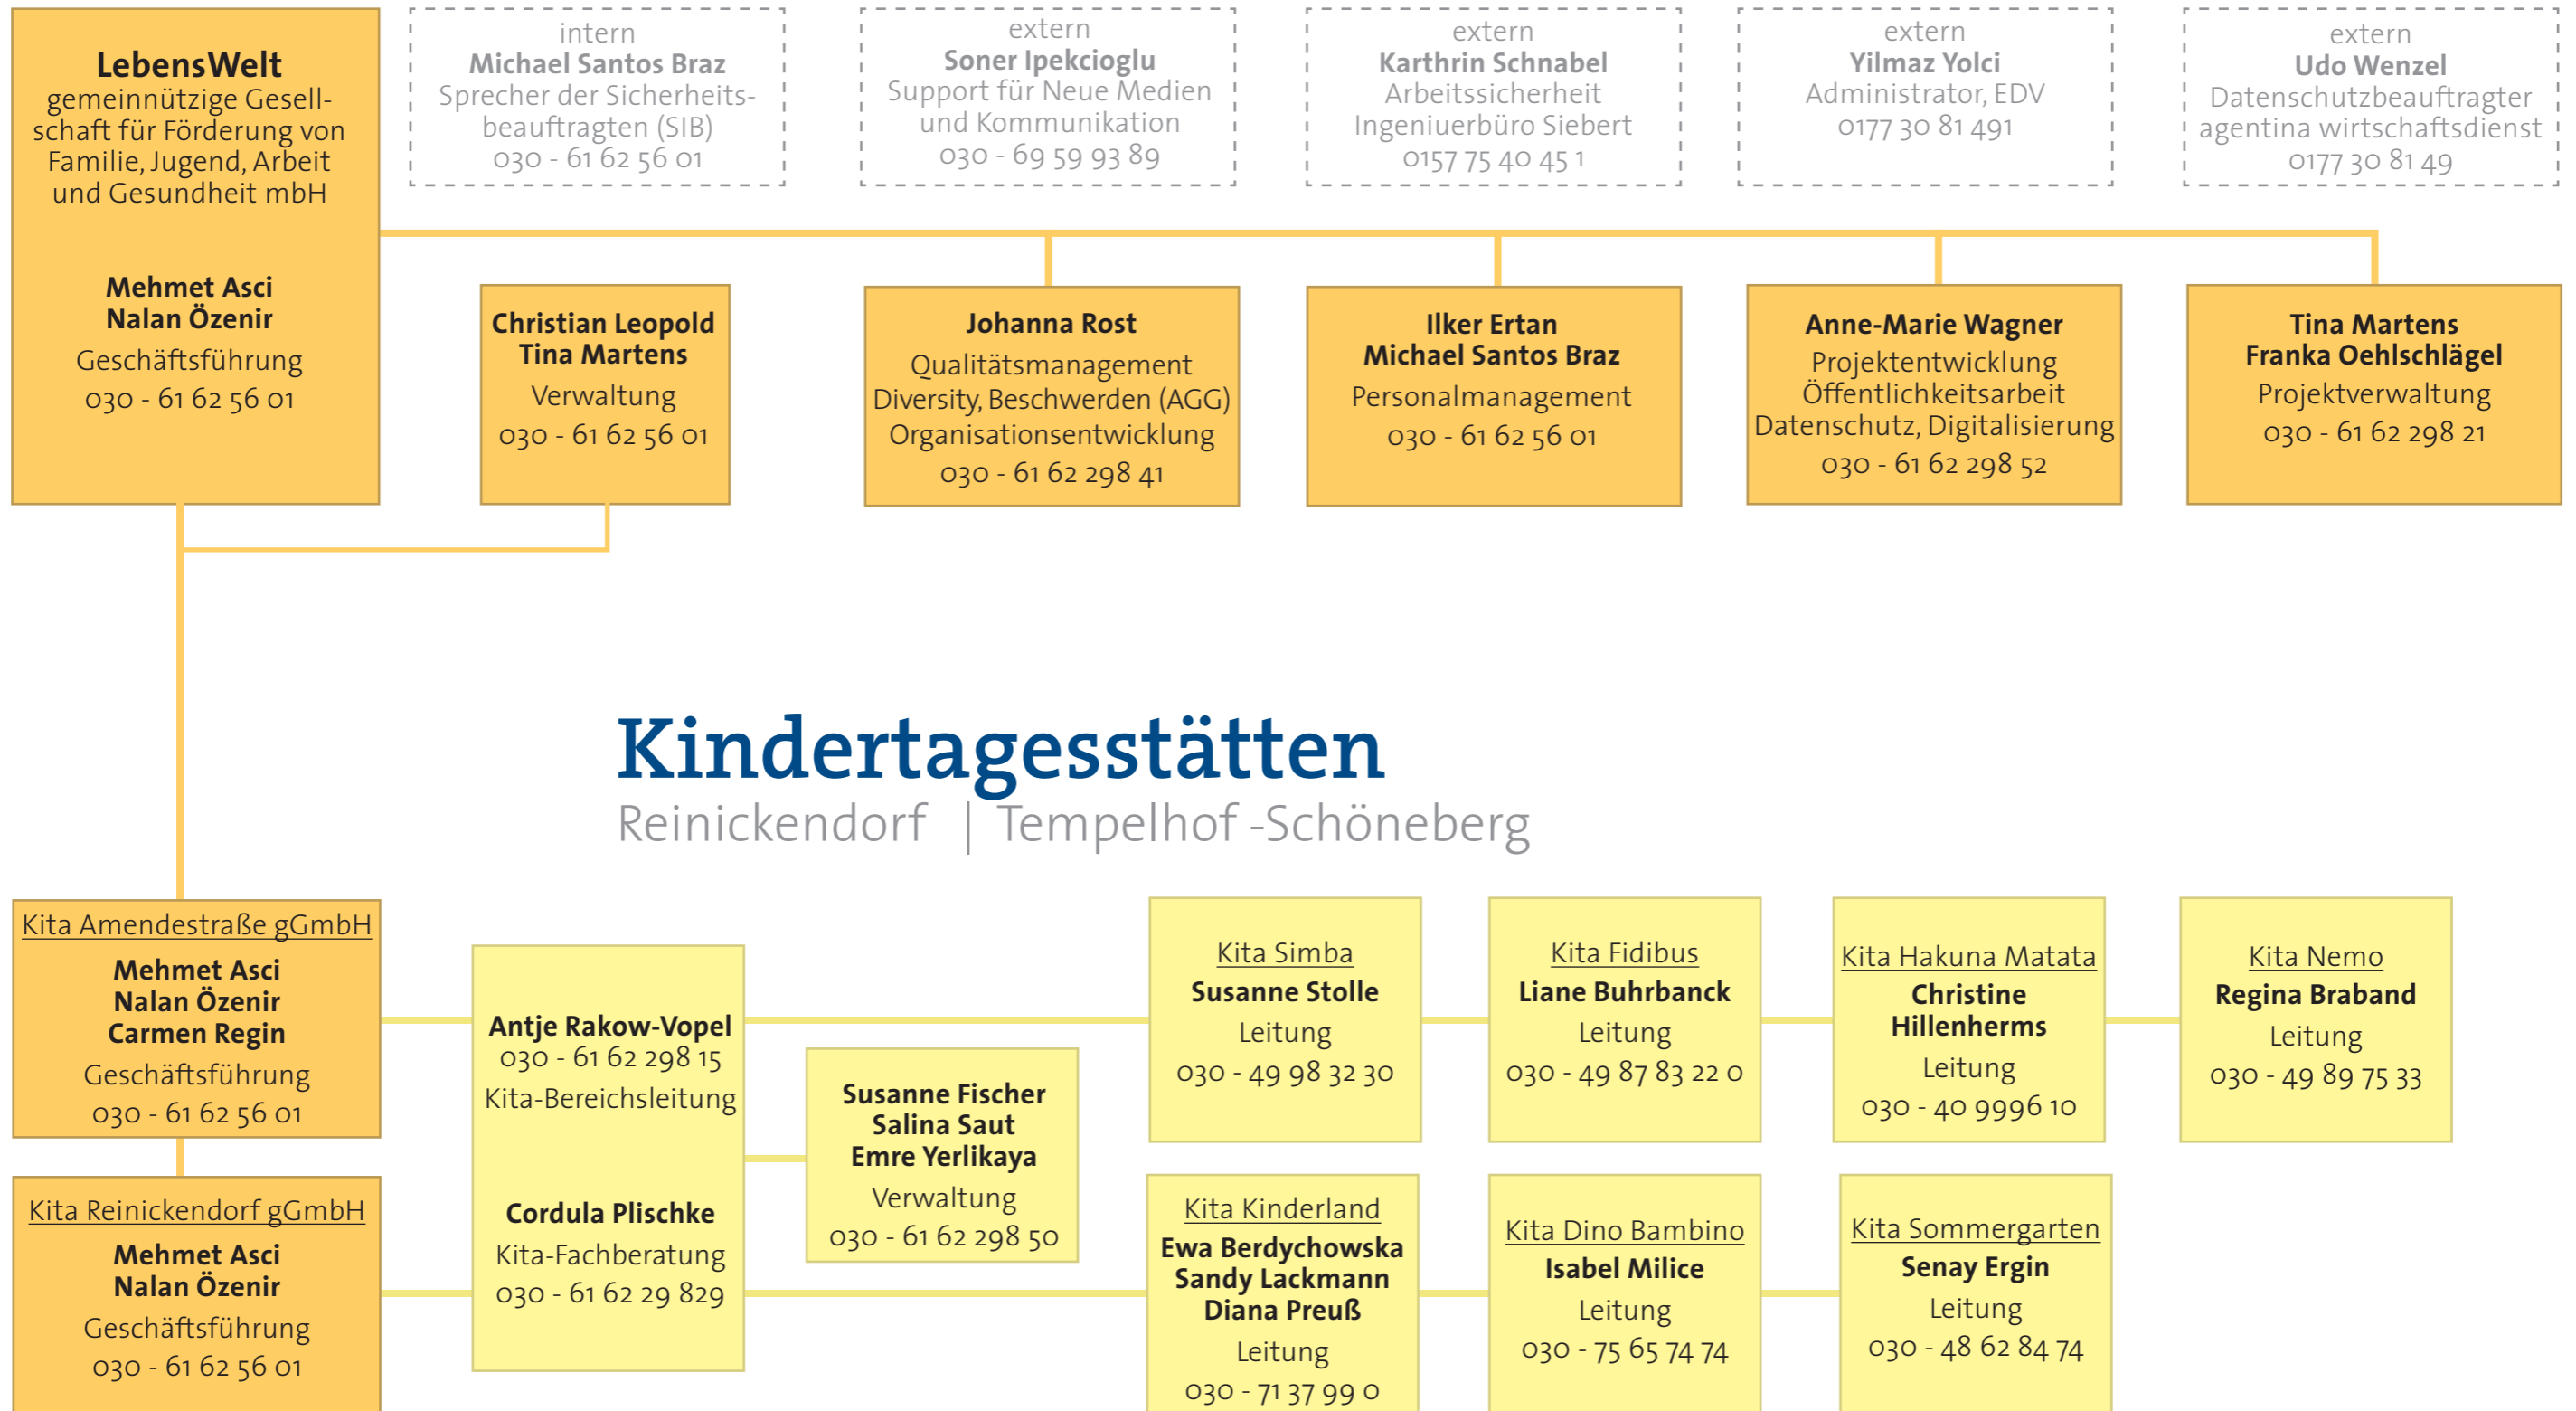 LebensWelt
gemeinnützige Gesell-
schaft für Förderung von
Familie, Jugend, Arbeit
und Gesundheit mbH
Mehmet Asci
Nalan Özenir
Geschäftsführung
030 - 61 62 56 01
intern
Michael Santos Braz
Sprecher der Sicherheits-
beauftragten (SIB)
030 - 61 62 56 01
extern
Soner Ipekcioglu
Support für Neue Medien
und Kommunikation
030 - 69 59 93 89
extern
Karthrin Schnabel
Arbeitssicherheit
Ingeniuerbüro Siebert
0157 75 40 45 1
extern
Yilmaz Yolci
Administrator, EDV
0177 30 81 491
extern
Udo Wenzel
Datenschutzbeauftragter
agentina wirtschaftsdienst
0177 30 81 49
Christian Leopold
Tina Martens
Verwaltung
030 - 61 62 56 01
Johanna Rost
Qualitätsmanagement
Diversity, Beschwerden (AGG)
Organisationsentwicklung
030 - 61 62 298 41
Ilker Ertan
Michael Santos Braz
Personalmanagement
030 - 61 62 56 01
Anne-Marie Wagner
Projektentwicklung
Öffentlichkeitsarbeit
Datenschutz, Digitalisierung
030 - 61 62 298 52
Tina Martens
Franka Oehlschlägel
Projektverwaltung
030 - 61 62 298 21
Kindertagesstätten
Reinickendorf | Tempelhof -Schöneberg
Kita Amendestraße gGmbH
Mehmet Asci
Nalan Özenir
Carmen Regin
Geschäftsführung
030 - 61 62 56 01
Kita Reinickendorf gGmbH
Mehmet Asci
Nalan Özenir
Geschäftsführung
030 - 61 62 56 01
Antje Rakow-Vopel
030 - 61 62 298 15
Kita-Bereichsleitung
Cordula Plischke
Kita-Fachberatung
030 - 61 62 29 829
Susanne Fischer
Salina Saut
Emre Yerlikaya
Verwaltung
030 - 61 62 298 50
Kita Simba
Susanne Stolle
Leitung
030 - 49 98 32 30
Kita Fidibus
Liane Buhrbanck
Leitung
030 - 49 87 83 22 0
Kita Hakuna Matata
Christine
Hillenherms
Leitung
030 - 40 9996 10
Kita Nemo
Regina Braband
Leitung
030 - 49 89 75 33
Kita Kinderland
Ewa Berdychowska
Sandy Lackmann
Diana Preuß
Leitung
030 - 71 37 99 0
Kita Dino Bambino
Isabel Milice
Leitung
030 - 75 65 74 74
Kita Sommergarten
Senay Ergin
Leitung
030 - 48 62 84 74